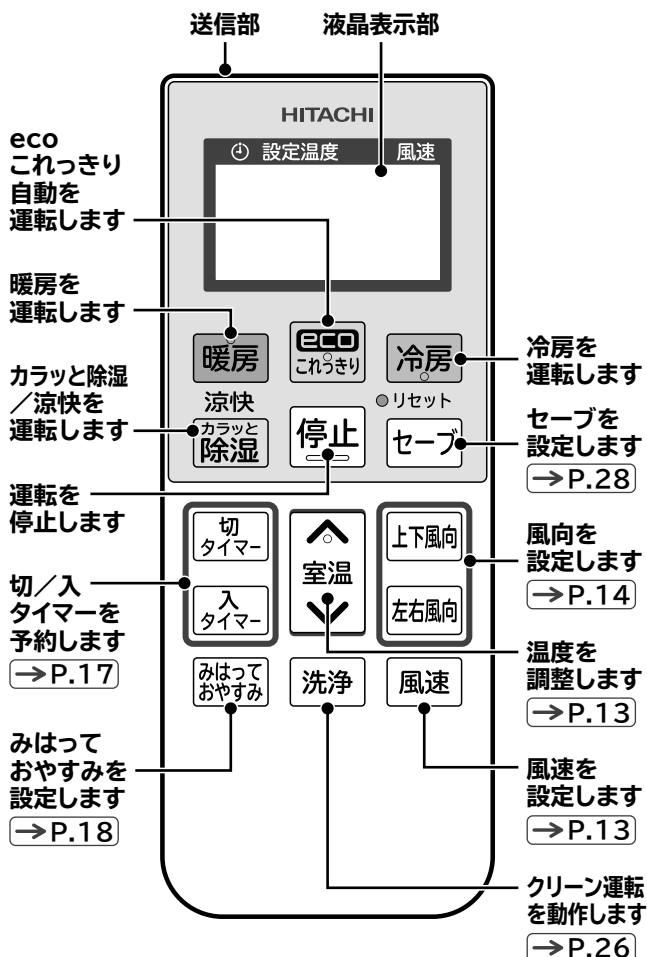 送信部
液晶表示部
HITACHI
設定温度
風速
eco
これっきり
自動を
運転します
暖房を
運転します
カラッと除湿
／涼快を
運転します
運転を
停止します
切／入
タイマーを
予約します
→P.17
みはって
おやすみを
設定します
→P.18
暖房
eco
これっきり
冷房
涼快
リセット
カラッと
除湿
停止
セーブ
切
タイマー
室温
上下風向
入
タイマー
左右風向
みはって
おやすみ
洗浄
風速
冷房を
運転します
セーブを
設定します
→P.28
風向を
設定します
→P.14
温度を
調整します
→P.13
風速を
設定します
→P.13
クリーン運転
を動作します
→P.26